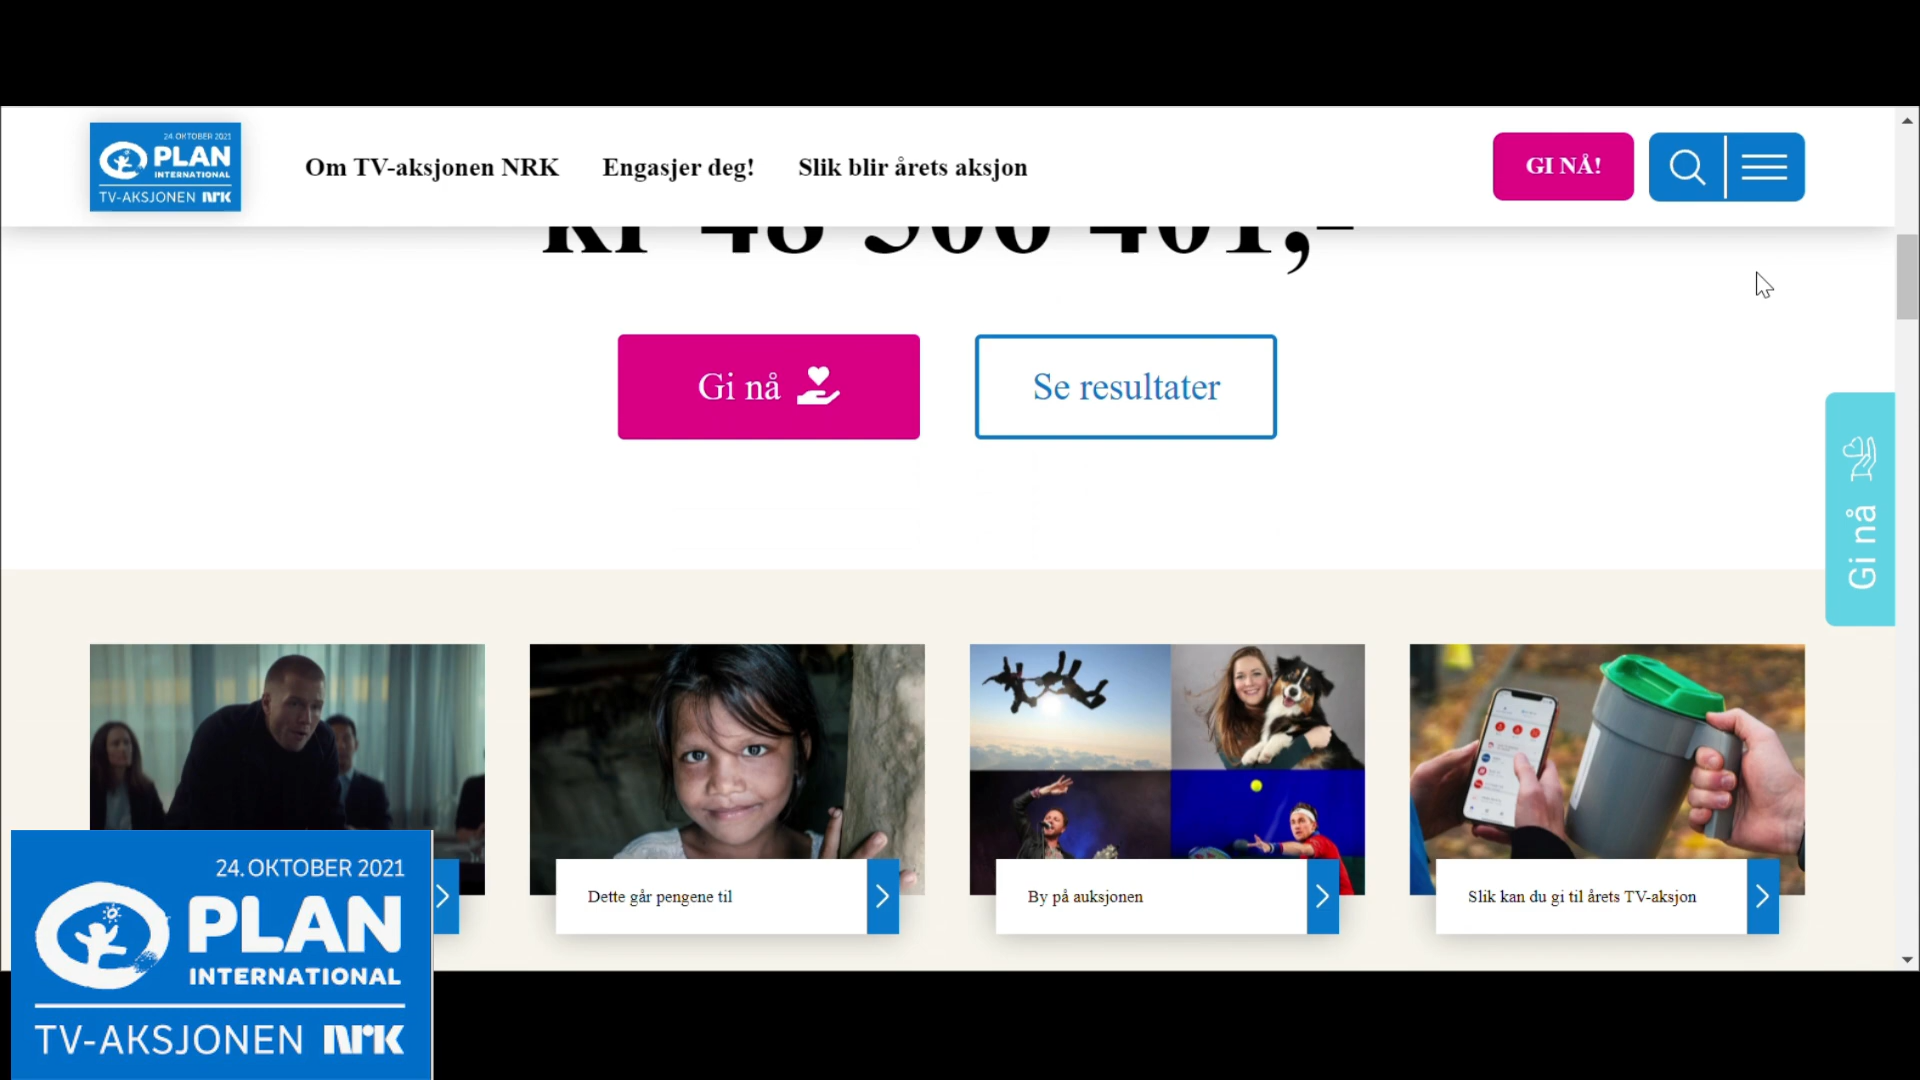 24. OKTOBER 2021
PLAN
INTERNATIONAL
TV-AKSJONEN NRK
Om TV-aksjonen NRK
Engasjer deg!
Slik blir årets aksjon
GI NÅ!
kr
Gi nå
Se resultater
Gi nå
Dette går pengene til
By på auksjonen
Slik kan du gi til årets TV-aksjon
24. OKTOBER 2021
PLAN
INTERNATIONAL
TV-AKSJONEN NRK